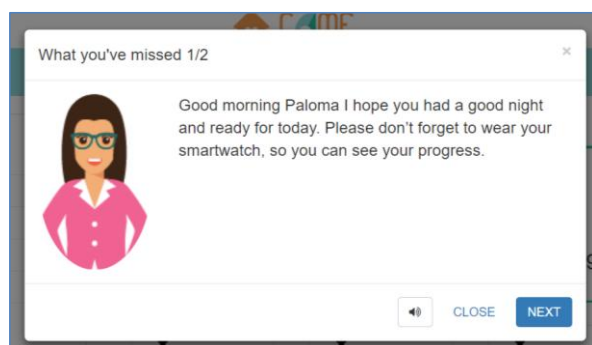 CAME
What you've missed 1/2
×
Good morning Paloma I hope you had a good night
and ready for today. Please don't forget to wear your
smartwatch, so you can see your progress.
CLOSE NEXT